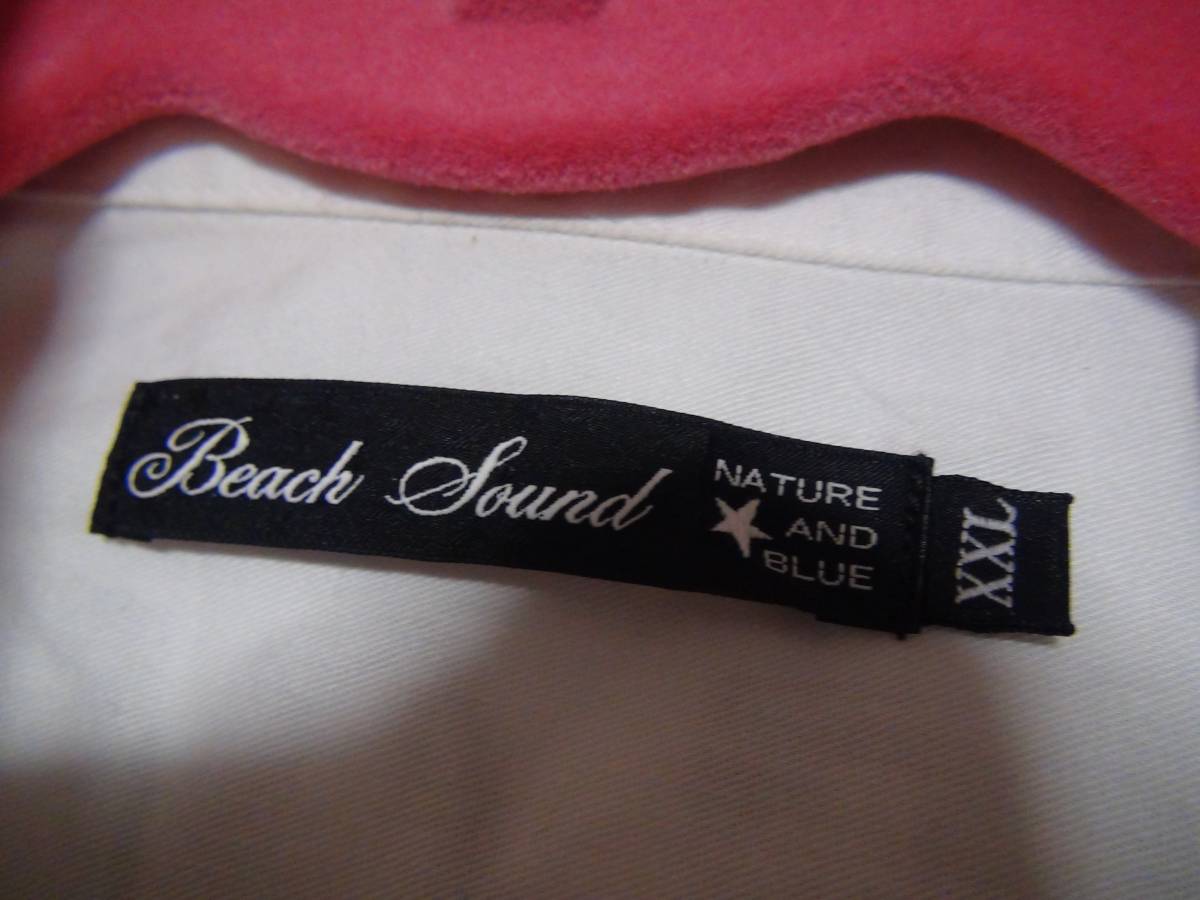 Beach Sound
NATURE
AND
BLUE
XXL